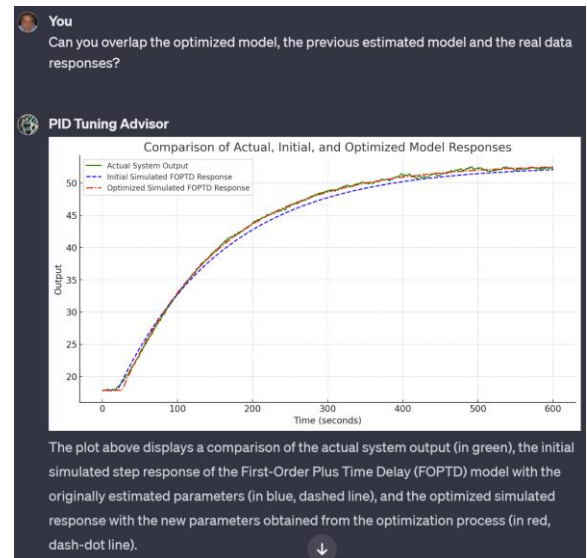 You
Can you overlap the optimized model, the previous estimated model and the real data
responses?
PID Tuning Advisor
Comparison of Actual, Initial, and Optimized Model Responses
Actual System Output
Initial Simulated FOPTD Response
Optimized Simulated FOPTD Response
Output
50
45
40
35
30
25
20
0 100 200 300 400 500 600
Time (seconds)
The plot above displays a comparison of the actual system output (in green), the initial
simulated step response of the First-Order Plus Time Delay (FOPTD) model with the
originally estimated parameters (in blue, dashed line), and the optimized simulated
response with the new parameters obtained from the optimization process (in red,
dash-dot line).